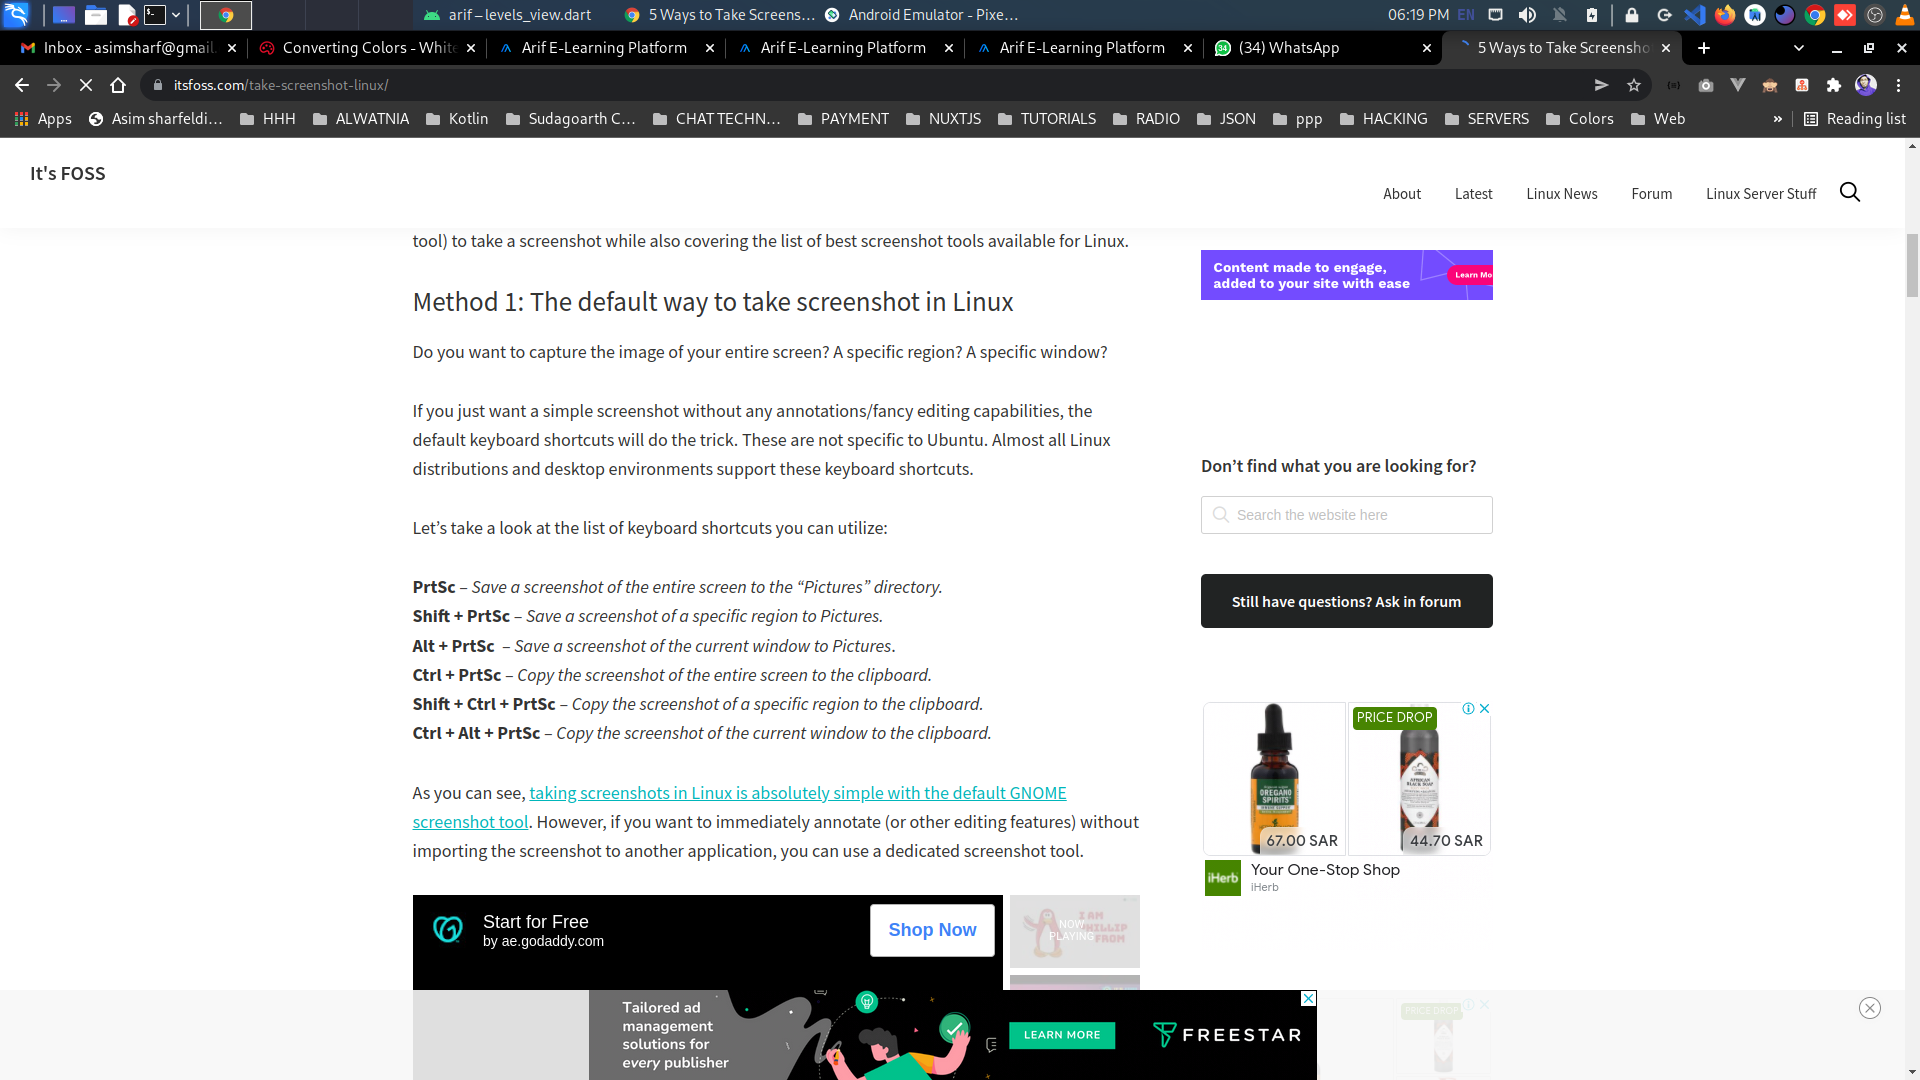 arif – levels_view.dart
5 Ways to Take Screens…
Android Emulator - Pixe…
06:19 PM EN
Inbox - asimsharf@gmail.
Converting Colors - White
Arif E-Learning Platform
Arif E-Learning Platform
Arif E-Learning Platform
(34) WhatsApp
5 Ways to Take Screensho
itsfoss.com/take-screenshot-linux/
Apps
Asim sharfeldi…
HHH
ALWATNIA
Kotlin
Sudagoarth C…
CHAT TECHN…
PAYMENT
NUXTJS
TUTORIALS
RADIO
JSON
ppp
HACKING
SERVERS
Colors
Web
»
Reading list
It's FOSS
About
Latest
Linux News
Forum
Linux Server Stuff
tool) to take a screenshot while also covering the list of best screenshot tools available for Linux.
Method 1: The default way to take screenshot in Linux
Do you want to capture the image of your entire screen? A specific region? A specific window?
If you just want a simple screenshot without any annotations/fancy editing capabilities, the
default keyboard shortcuts will do the trick. These are not specific to Ubuntu. Almost all Linux
distributions and desktop environments support these keyboard shortcuts.
Let’s take a look at the list of keyboard shortcuts you can utilize:
PrtSc – Save a screenshot of the entire screen to the “Pictures” directory.
Shift + PrtSc – Save a screenshot of a specific region to Pictures.
Alt + PrtSc – Save a screenshot of the current window to Pictures.
Ctrl + PrtSc – Copy the screenshot of the entire screen to the clipboard.
Shift + Ctrl + PrtSc – Copy the screenshot of a specific region to the clipboard.
Ctrl + Alt + PrtSc – Copy the screenshot of the current window to the clipboard.
As you can see, taking screenshots in Linux is absolutely simple with the default GNOME
screenshot tool. However, if you want to immediately annotate (or other editing features) without
importing the screenshot to another application, you can use a dedicated screenshot tool.
Start for Free
by ae.godaddy.com
Shop Now
NOW
PLAYING
I AM
FROM
Content made to engage,
added to your site with ease
Learn Mo
Don’t find what you are looking for?
Search the website here
Still have questions? Ask in forum
PRICE DROP
OREGANO
SPIRITS
AFRICAN
BLACK SOAP
67.00 SAR
44.70 SAR
iHerb
Your One-Stop Shop
iHerb
Tailored ad
management
solutions for
every publisher
LEARN MORE
FREESTAR
PRICE DROP